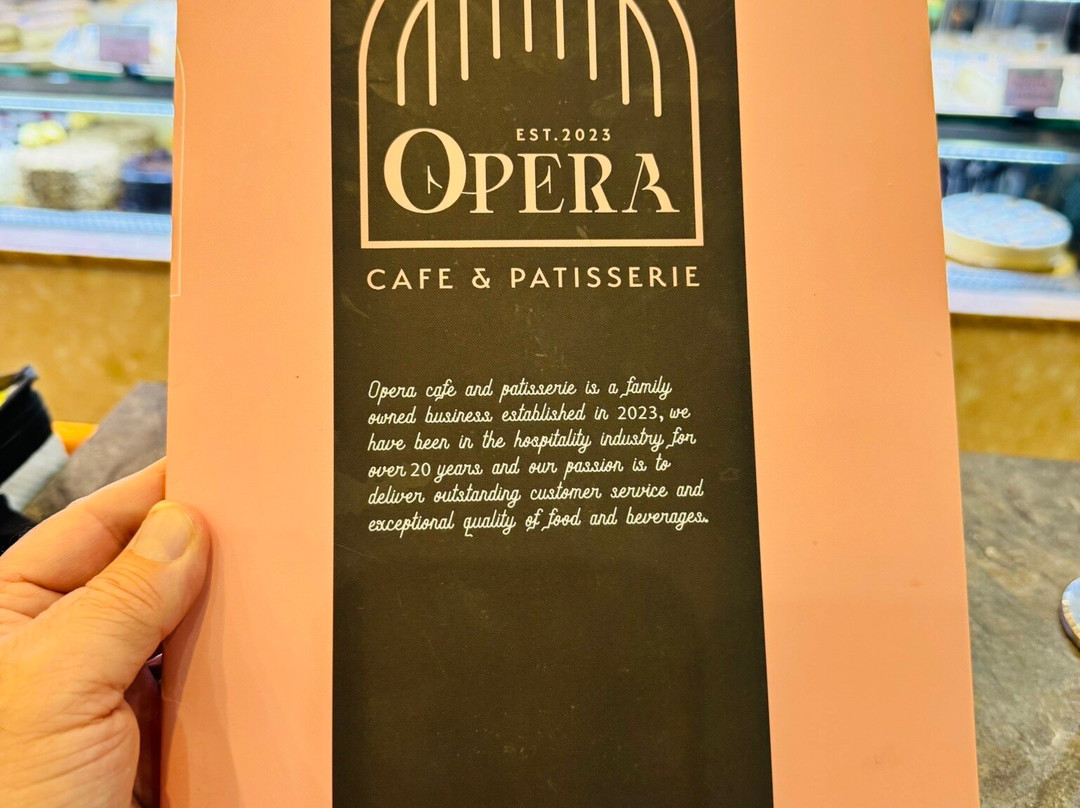 EST.2023
OPERA
CAFE & PATISSERIE
Opera cafe and patisserie is a family
owned business established in 2023, we
have been in the hospitality industry for
over 20 years and our passion is to
deliver outstanding customer service and
exceptional quality of food and beverages.